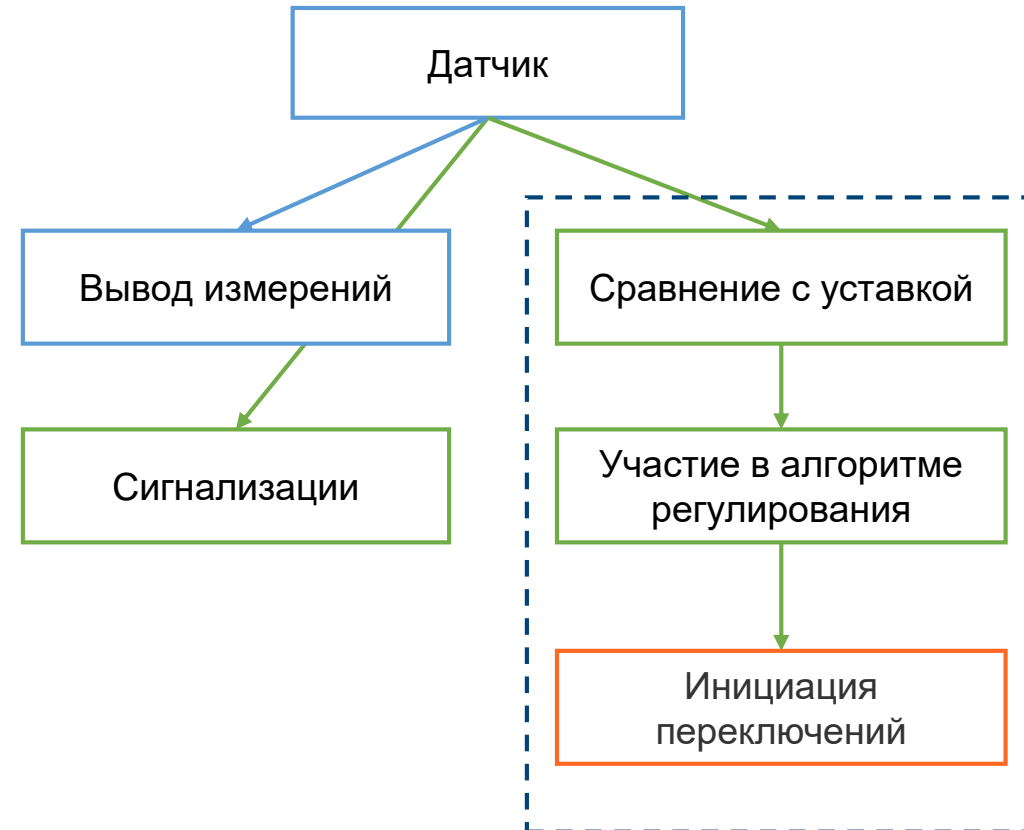 Датчик
Вывод измерений
Сравнение с уставкой
Сигнализации
Участие в алгоритме
регулирования
Инициация
переключений